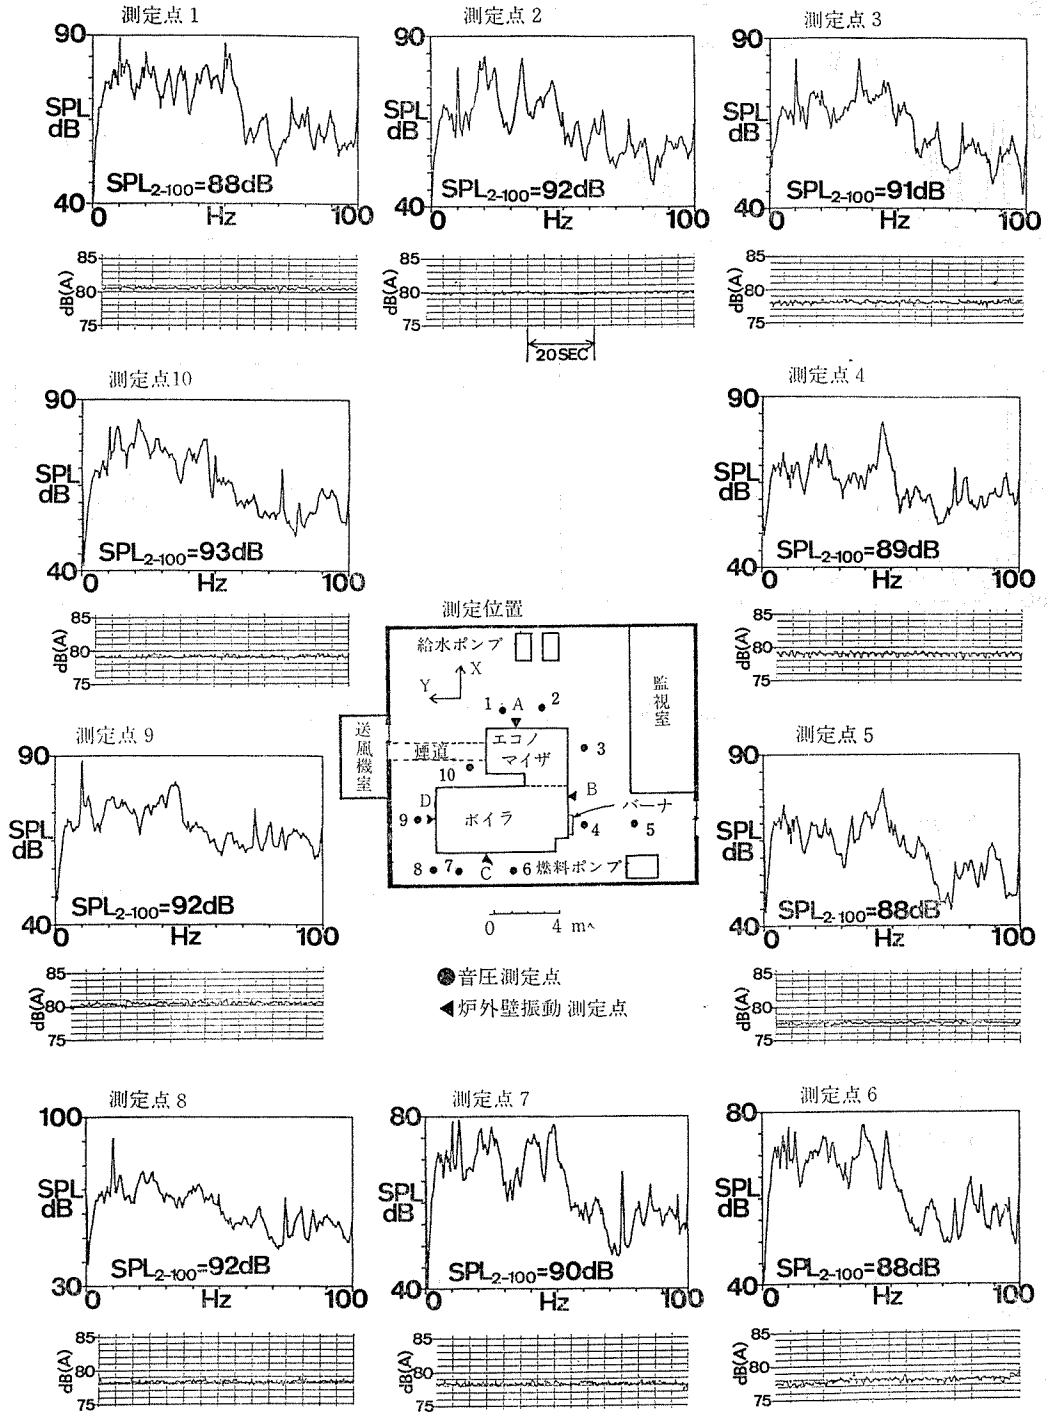 測定点 1
90
SPL
dB
SPL2-100=88dB
40
0 Hz 100
85
dB(A)
80
75
測定点 2
90
SPL
dB
SPL2-100=92dB
40
0 Hz 100
85
dB(A)
80
75
20SEC
測定点 3
90
SPL
dB
SPL2-100=91dB
40
0 Hz 100
85
dB(A)
80
75
測定点10
90
SPL
dB
SPL2-100=93dB
40
0 Hz 100
85
dB(A)
80
75
測定点 4
90
SPL
dB
SPL2-100=89dB
40
0 Hz 100
85
dB(A)
80
75
測定位置
給水ポンプ
X
Y
監視室
1 A 2
送風機室
エコノ
マイザ
煙道
3
10
B
D
バーナ
9
ボイラ
4
5
8 7 C 6 燃料ポンプ
0 4 m
●音圧測定点
◀炉外壁振動 測定点
測定点 9
90
SPL
dB
SPL2-100=92dB
40
0 Hz 100
85
dB(A)
80
75
測定点 5
90
SPL
dB
SPL2-100=88dB
40
0 Hz 100
85
dB(A)
80
75
測定点 8
100
SPL
dB
SPL2-100=92dB
30
0 Hz 100
85
dB(A)
80
75
測定点 7
80
SPL
dB
SPL2-100=90dB
40
0 Hz 100
85
dB(A)
80
75
測定点 6
80
SPL
dB
SPL2-100=88dB
40
0 Hz 100
85
dB(A)
80
75